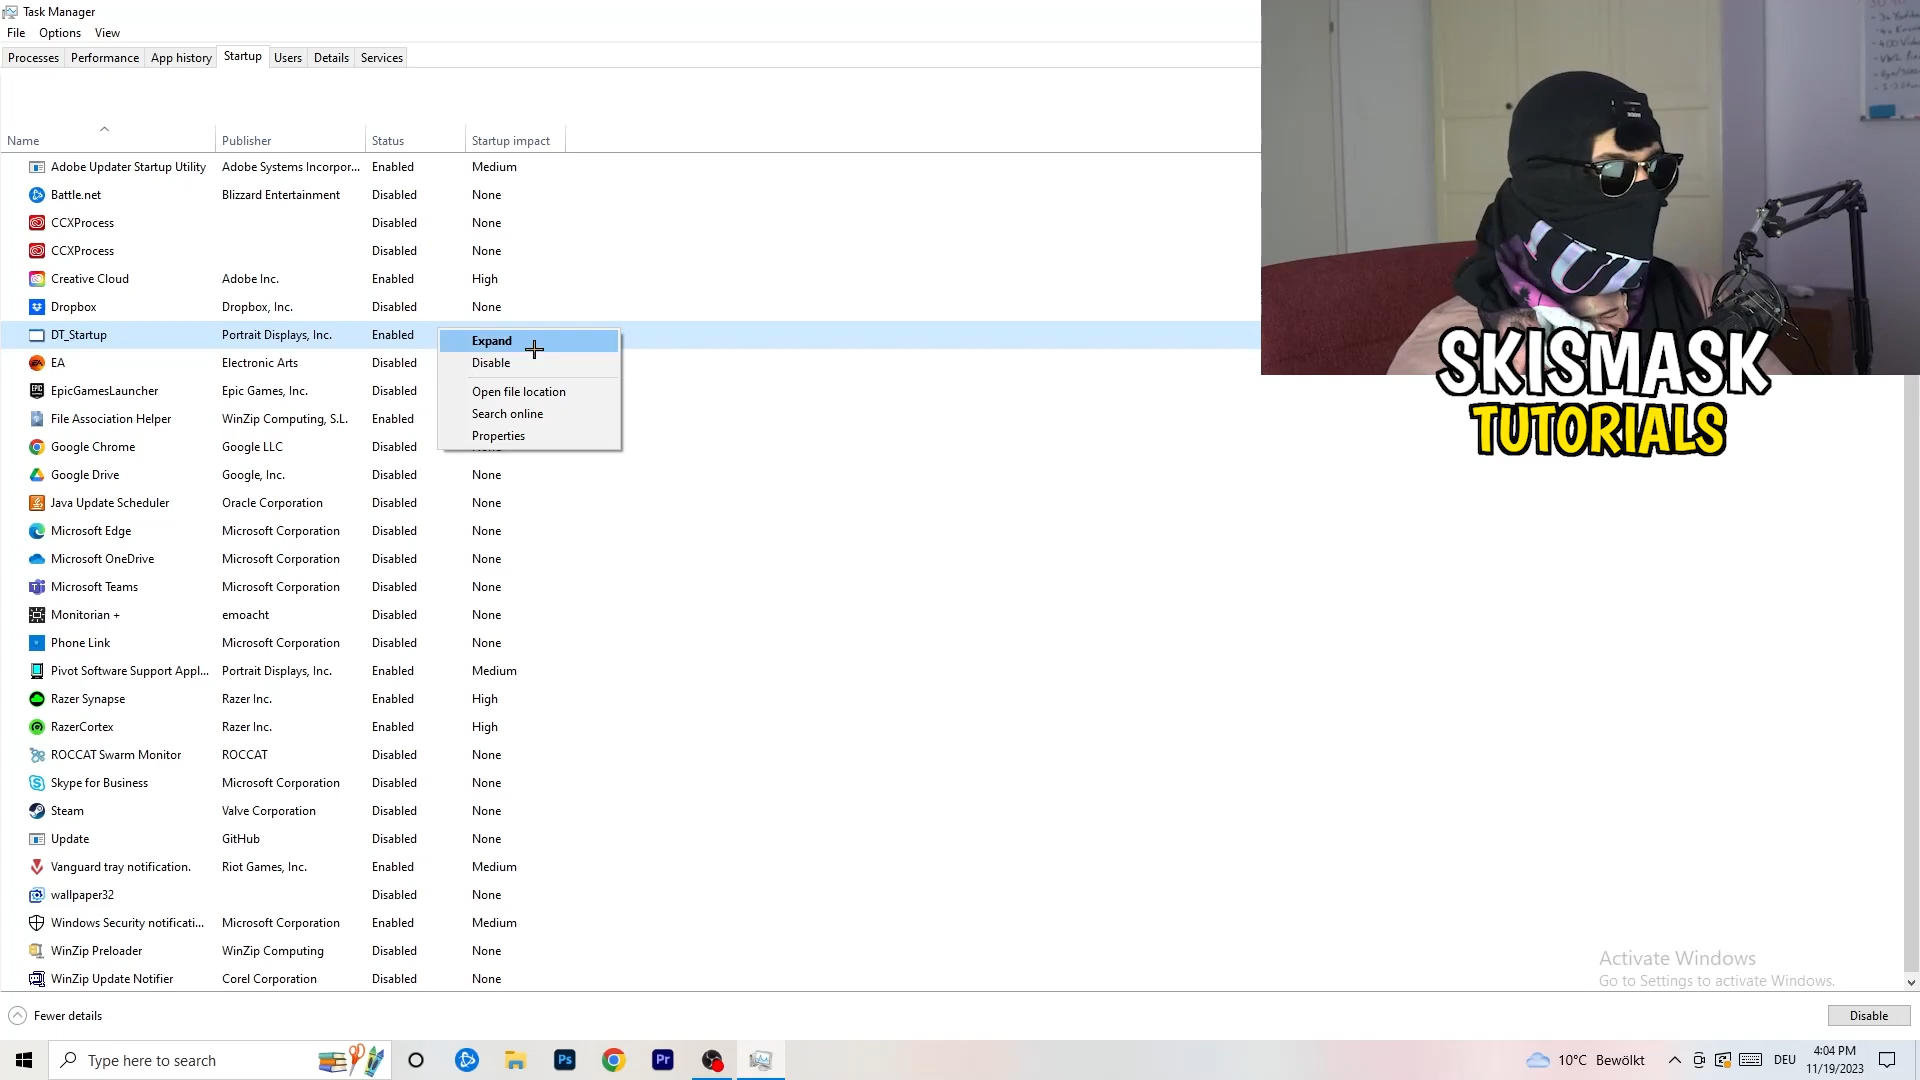 Task Manager
File Options View
Processes Performance App history Startup Users Details Services
Name Publisher Status Startup impact
Adobe Updater Startup Utility Adobe Systems Incorpor... Enabled Medium
Battle.net Blizzard Entertainment Disabled None
CCXProcess Disabled None
CCXProcess Disabled None
Creative Cloud Adobe Inc. Enabled High
Dropbox Dropbox, Inc. Disabled None
DT_Startup Portrait Displays, Inc. Enabled
Expand
EA Electronic Arts Disabled
Disable
EpicGamesLauncher Epic Games, Inc. Disabled
Open file location
File Association Helper WinZip Computing, S.L. Enabled
Search online
Properties
Google Chrome Google LLC Disabled
Google Drive Google, Inc. Disabled None
Java Update Scheduler Oracle Corporation Disabled None
Microsoft Edge Microsoft Corporation Disabled None
Microsoft OneDrive Microsoft Corporation Disabled None
Microsoft Teams Microsoft Corporation Disabled None
Monitorian + emoacht Disabled None
Phone Link Microsoft Corporation Disabled None
Pivot Software Support Appl... Portrait Displays, Inc. Enabled Medium
Razer Synapse Razer Inc. Enabled High
RazerCortex Razer Inc. Enabled High
ROCCAT Swarm Monitor ROCCAT Disabled None
Skype for Business Microsoft Corporation Disabled None
Steam Valve Corporation Disabled None
Update GitHub Disabled None
Vanguard tray notification. Riot Games, Inc. Enabled Medium
wallpaper32 Disabled None
Windows Security notificati... Microsoft Corporation Enabled Medium
WinZip Preloader WinZip Computing Disabled None
WinZip Update Notifier Corel Corporation Disabled None
SKISMASK
TUTORIALS
Activate Windows
Go to Settings to activate Windows.
Fewer details
Disable
Type here to search
Ps
Pr
10°C Bewölkt
DEU
4:04 PM
11/19/2023